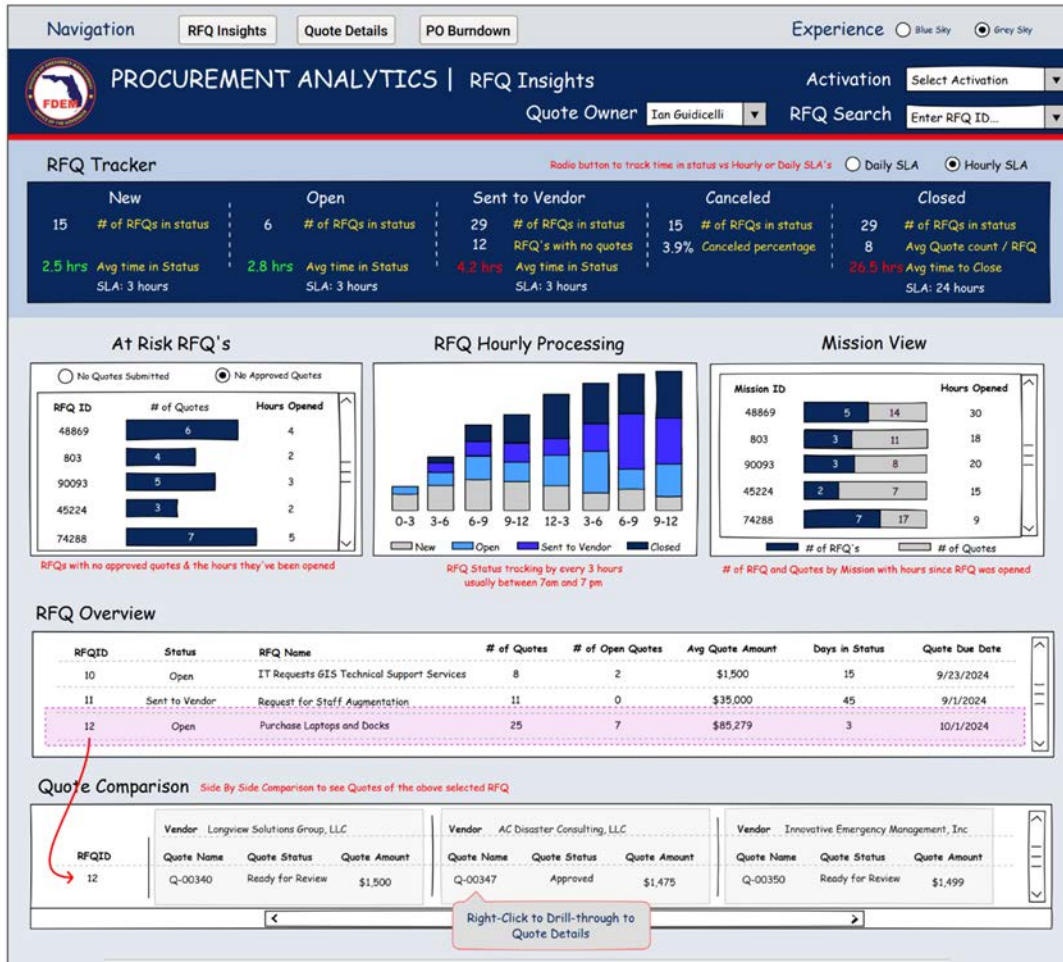 Navigation RFQ Insights Quote Details PO Burndown Experience Blue Sky Grey Sky
FDEM
PROCUREMENT ANALYTICS | RFQ Insights Activation Select Activation
Quote Owner Ian Guidicelli RFQ Search Enter RFQ ID...
RFQ Tracker Radio button to track time in status vs Hourly or Daily SLA's Daily SLA Hourly SLA
New Open Sent to Vendor Canceled Closed
15 # of RFQs in status 6 # of RFQs in status 29 # of RFQs in status 15 # of RFQs in status 29 # of RFQs in status
12 RFQ's with no quotes 3.9% Canceled percentage 8 Avg Quote count / RFQ
2.5 hrs Avg time in Status 2.8 hrs Avg time in Status 4.2 hrs Avg time in Status 26.5 hrs Avg time to Close
SLA: 3 hours SLA: 3 hours SLA: 3 hours SLA: 24 hours
At Risk RFQ's
No Quotes Submitted No Approved Quotes
RFQ ID # of Quotes Hours Opened
48869 6 4
803 4 2
90093 5 3
45224 3 2
74288 7 5
RFQs with no approved quotes & the hours they've been opened
RFQ Hourly Processing
0-3 3-6 6-9 9-12 12-3 3-6 6-9 9-12
New Open Sent to Vendor Closed
RFQ Status tracking by every 3 hours
usually between 7am and 7 pm
Mission View
Mission ID Hours Opened
48869 5 14 30
803 3 11 18
90093 3 8 20
45224 2 7 15
74288 7 17 9
# of RFQ's # of Quotes
# of RFQ and Quotes by Mission with hours since RFQ was opened
RFQ Overview
RFQID Status RFQ Name # of Quotes # of Open Quotes Avg Quote Amount Days in Status Quote Due Date
10 Open IT Requests GIS Technical Support Services 8 2 $1,500 15 9/23/2024
11 Sent to Vendor Request for Staff Augmentation 11 0 $35,000 45 9/1/2024
12 Open Purchase Laptops and Docks 25 7 $85,279 3 10/1/2024
Quote Comparison Side By Side Comparison to see Quotes of the above selected RFQ
Vendor Longview Solutions Group, LLC Vendor AC Disaster Consulting, LLC Vendor Innovative Emergency Management, Inc
RFQID Quote Name Quote Status Quote Amount Quote Name Quote Status Quote Amount Quote Name Quote Status Quote Amount
12 Q-00340 Ready for Review $1,500 Q-00347 Approved $1,475 Q-00350 Ready for Review $1,499
Right-Click to Drill-through to
Quote Details